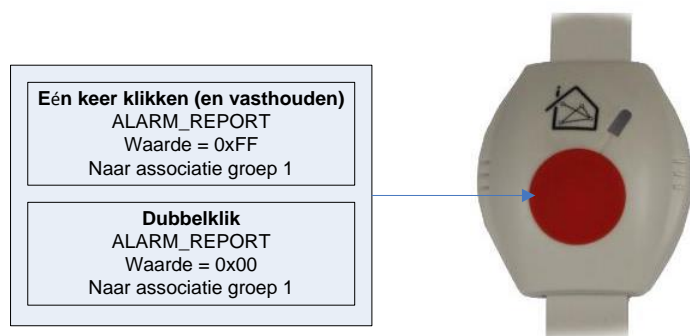 Eén keer klikken (en vasthouden)
ALARM_REPORT
Waarde = 0xFF
Naar associatie groep 1
Dubbelklik
ALARM_REPORT
Waarde = 0x00
Naar associatie groep 1